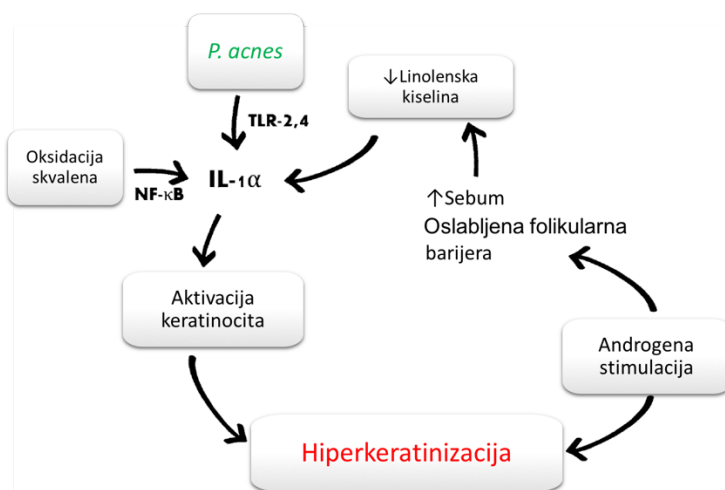 P. acnes
↓Linolenska
kiselina
TLR-2,4
Oksidacija
skvalena
NF-κB
IL-1α
↑Sebum
Oslabljena folikularna
barijera
Aktivacija
keratinocita
Androgena
stimulacija
Hiperkeratinizacija